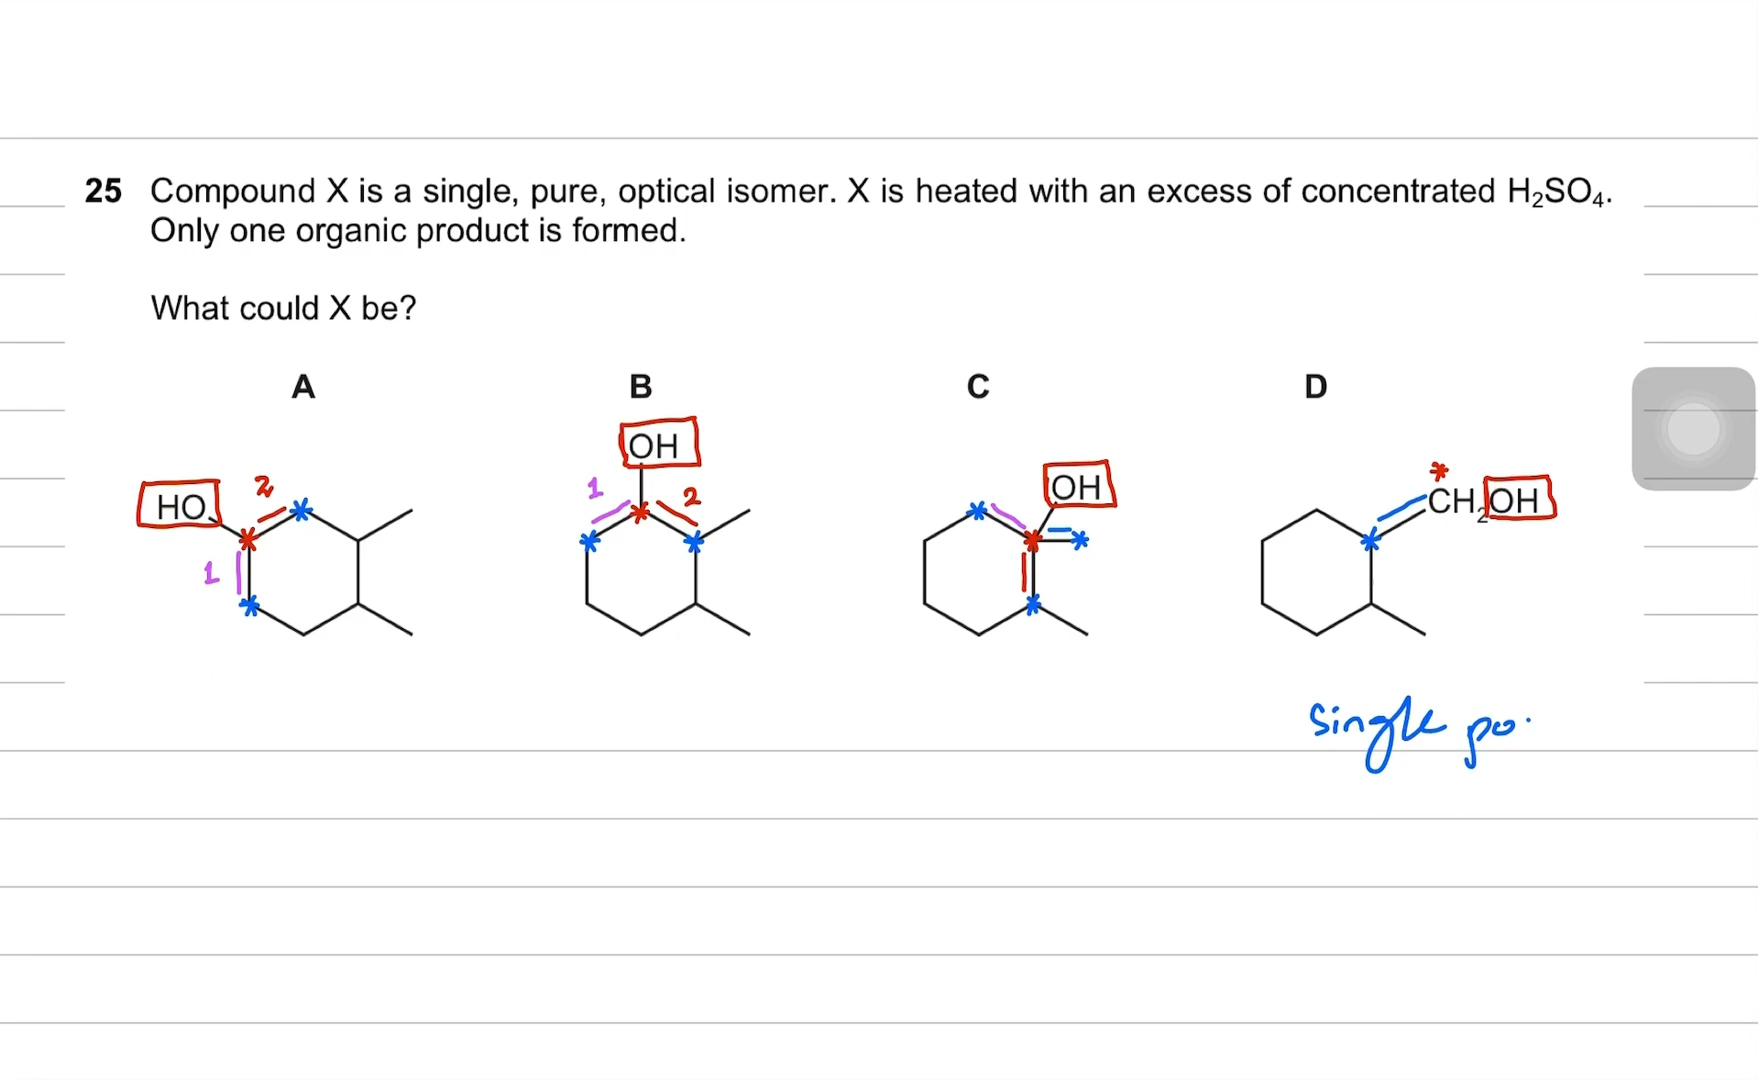 25 Compound X is a single, pure, optical isomer. X is heated with an excess of concentrated H₂SO₄.
Only one organic product is formed.
What could X be?
A B C D
HO 2 1
OH 1 2
OH
CH₂OH
Single po.